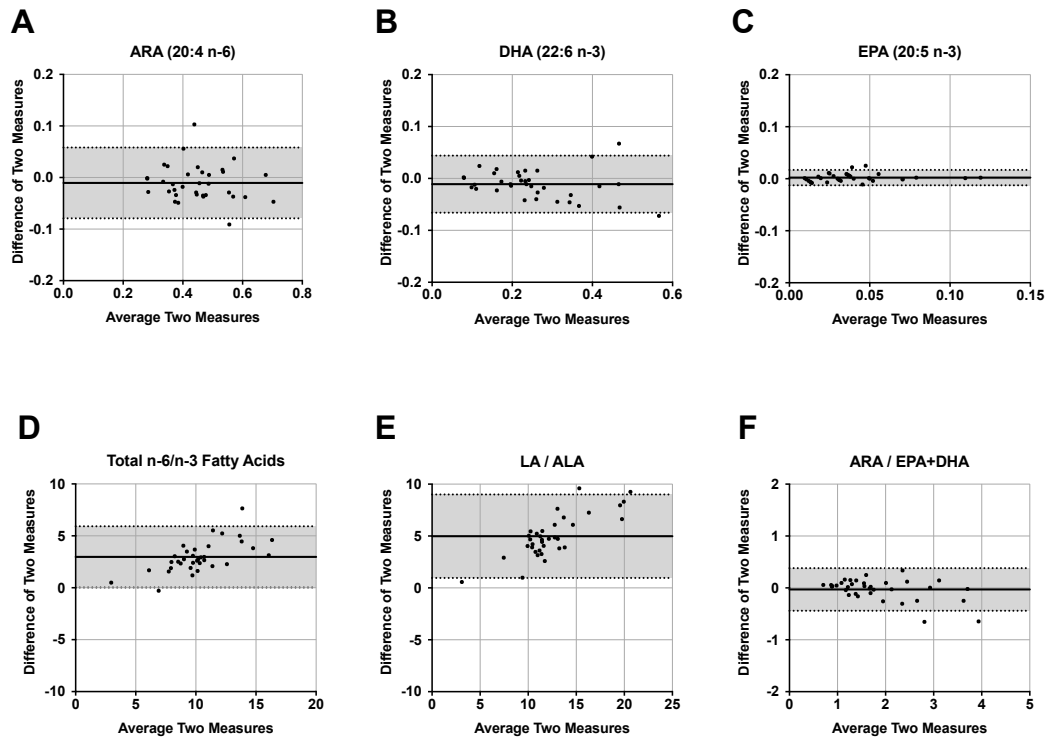 A
ARA (20:4 n-6)
Difference of Two Measures
0.2
0.1
0.0
-0.1
-0.2
0.0 0.2 0.4 0.6 0.8
Average Two Measures
B
DHA (22:6 n-3)
Difference of Two Measures
0.2
0.1
0.0
-0.1
-0.2
0.0 0.2 0.4 0.6
Average Two Measures
C
EPA (20:5 n-3)
Difference of Two Measures
0.2
0.1
0.0
-0.1
-0.2
0.00 0.05 0.10 0.15
Average Two Measures
D
Total n-6/n-3 Fatty Acids
Difference of Two Measures
10
5
0
5
-10
0 5 10 15 20
Average Two Measures
E
LA / ALA
Difference of Two Measures
10
5
0
5
-10
0 5 10 15 20 25
Average Two Measures
F
ARA / EPA+DHA
Difference of Two Measures
2
1
0
-1
-2
0 1 2 3 4 5
Average Two Measures